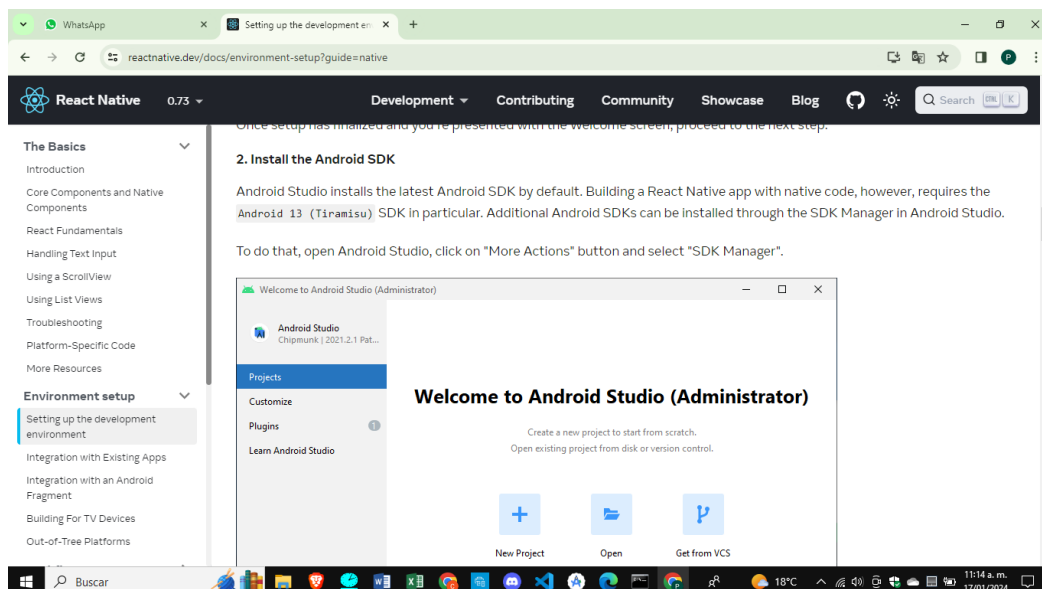 WhatsApp
Setting up the development en
reactnative.dev/docs/environment-setup?guide=native
P
React Native
0.73
Development
Contributing
Community
Showcase
Blog
Search
CTRL K
The Basics
Introduction
Core Components and Native
Components
React Fundamentals
Handling Text Input
Using a ScrollView
Using List Views
Troubleshooting
Platform-Specific Code
More Resources
Environment setup
Setting up the development
environment
Integration with Existing Apps
Integration with an Android
Fragment
Building For TV Devices
Out-of-Tree Platforms
Once setup has finalized and you're presented with the Welcome screen, proceed to the next step.
2. Install the Android SDK
Android Studio installs the latest Android SDK by default. Building a React Native app with native code, however, requires the
Android 13 (Tiramisu) SDK in particular. Additional Android SDKs can be installed through the SDK Manager in Android Studio.
To do that, open Android Studio, click on "More Actions" button and select "SDK Manager".
Welcome to Android Studio (Administrator)
Android Studio
Chipmunk | 2021.2.1 Pat...
Projects
Customize
Plugins
1
Learn Android Studio
Welcome to Android Studio (Administrator)
Create a new project to start from scratch.
Open existing project from disk or version control.
New Project
Open
Get from VCS
Buscar
18°C
11:14 a. m.
17/01/2024